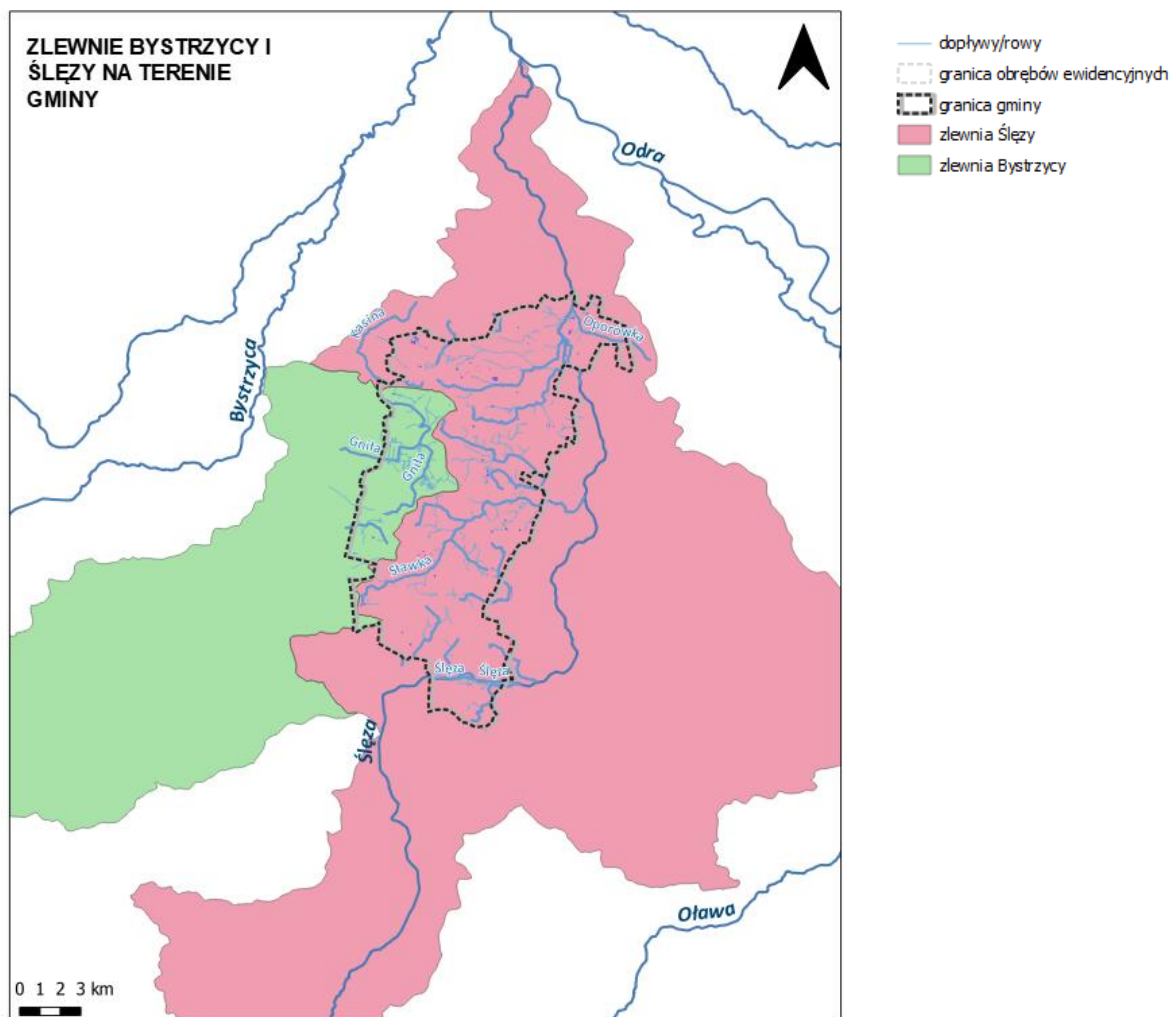 ZLEWNIE BYSTRZYCY I
ŚLĘZY NA TERENIE
GMINY
dopływy/rowy
granica obrębów ewidencyjnych
granica gminy
zlewnia Ślęzy
zlewnia Bystrzycy
Odra
Kasina
Oporówka
Bystrzyca
Gniła
Gniła
Sławka
Ślęza
Ślęza
Ślęza
Oława
0 1 2 3 km